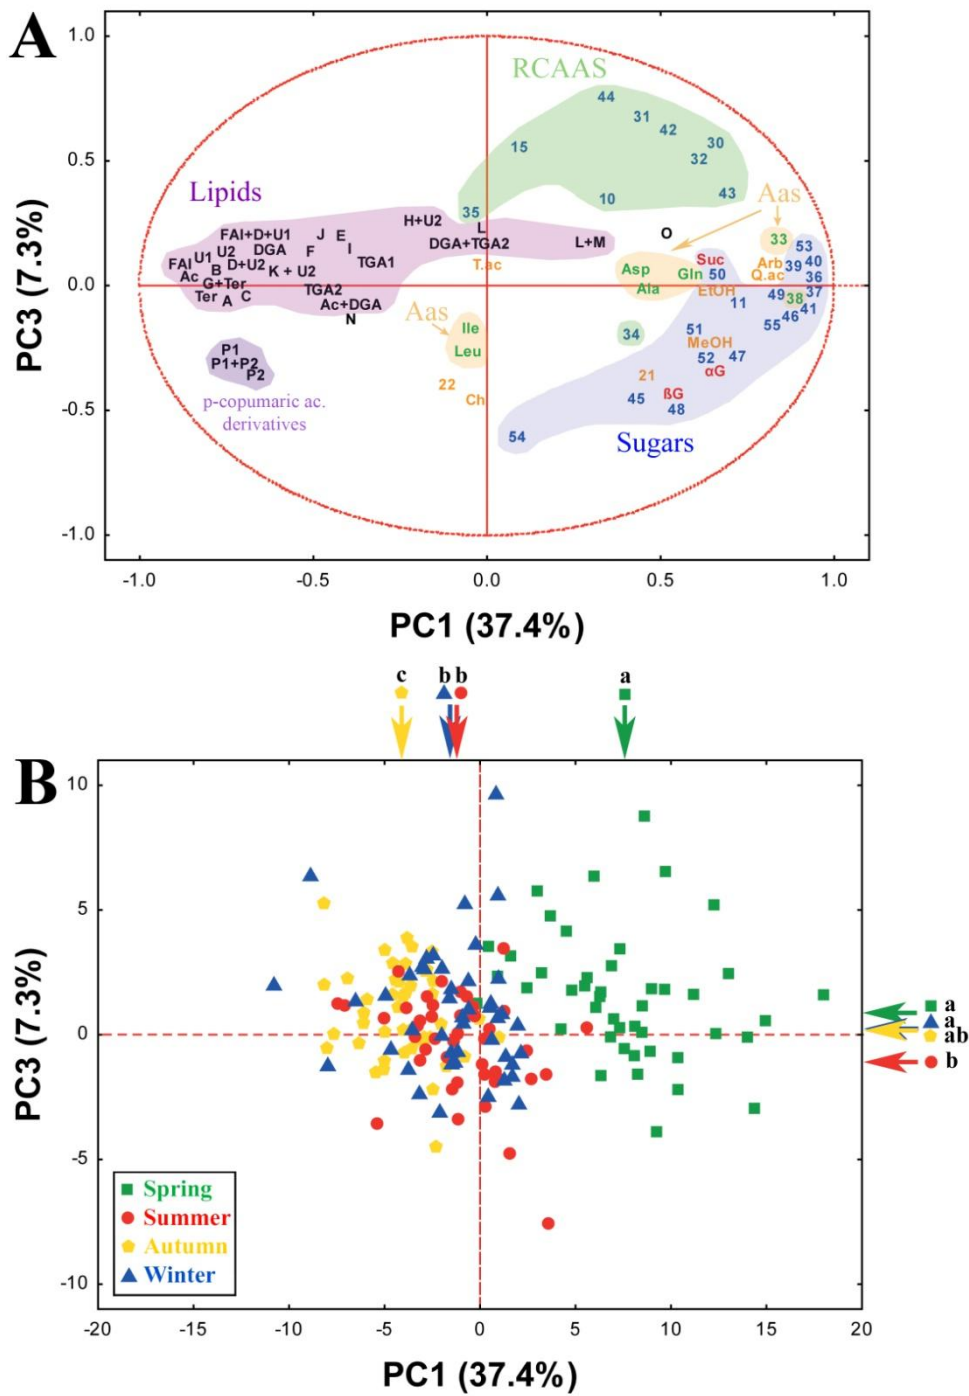 A
1.0
RCAAS
44
31
42
15
30
0.5
32
Lipids
10
43
Aas
35
H+U2
L
O
33
FAI+D+U1
J
E
DGA+TGA2
L+M
53
U2
DGA
F
I
Suc
Arb
39
40
FAI
U1
D+U2
TGA1
T.ac
Asp
Gln
50
Q.ac
36
Ac
B
K + U2
G+Ter
Ala
EtOH
0.0
Ter
A
C
TGA2
11
49
38
37
Ac+DGA
41
N
Aas
46
55
Ile
34
51
P1
Leu
MeOH
P1+P2
52
47
P2
22
21
αG
p-copumaric ac.
derivatives
Ch
45
ßG
48
-0.5
54
Sugars
-1.0
PC3 (7.3%)
-1.0
-0.5
0.0
0.5
1.0
PC1 (37.4%)
c
b
b
a
B
10
5
a
a
0
ab
b
-5
Spring
Summer
Autumn
Winter
-10
PC3 (7.3%)
-20
-15
-10
-5
0
5
10
15
20
PC1 (37.4%)